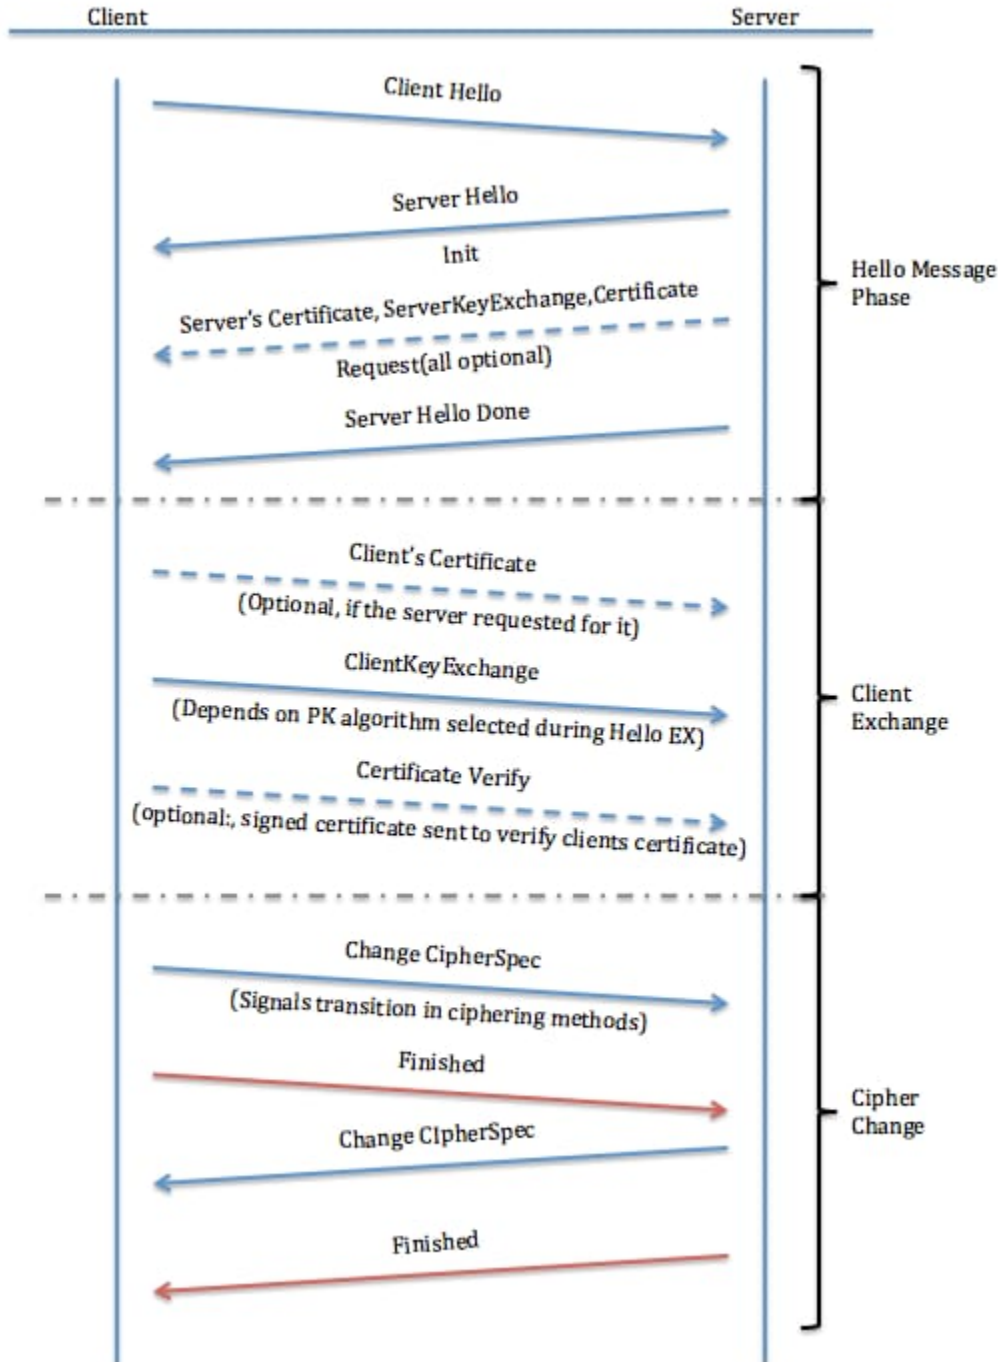 Client
Server
Client Hello
Server Hello
Init
Server's Certificate, ServerKeyExchange,Certificate
Request(all optional)
Server Hello Done
Hello Message
Phase
Client's Certificate
(Optional, if the server requested for it)
ClientKeyExchange
(Depends on PK algorithm selected during Hello EX)
Certificate Verify
(optional:, signed certificate sent to verify clients certificate)
Client
Exchange
Change CipherSpec
(Signals transition in ciphering methods)
Finished
Change CIpherSpec
Finished
Cipher
Change